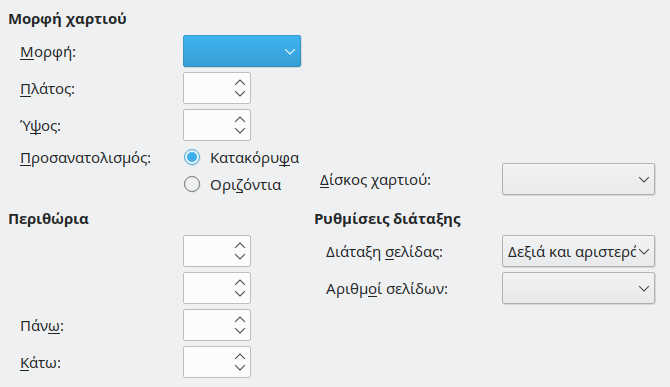 Μορφή χαρτιού
Μορφή:
Πλάτος:
Ύψος:
Προσανατολισμός:
Κατακόρυφα
Οριζόντια
Δίσκος χαρτιού:
Περιθώρια
Πάνω:
Κάτω:
Ρυθμίσεις διάταξης
Διάταξη σελίδας:
Δεξιά και αριστερά
Αριθμοί σελίδων: